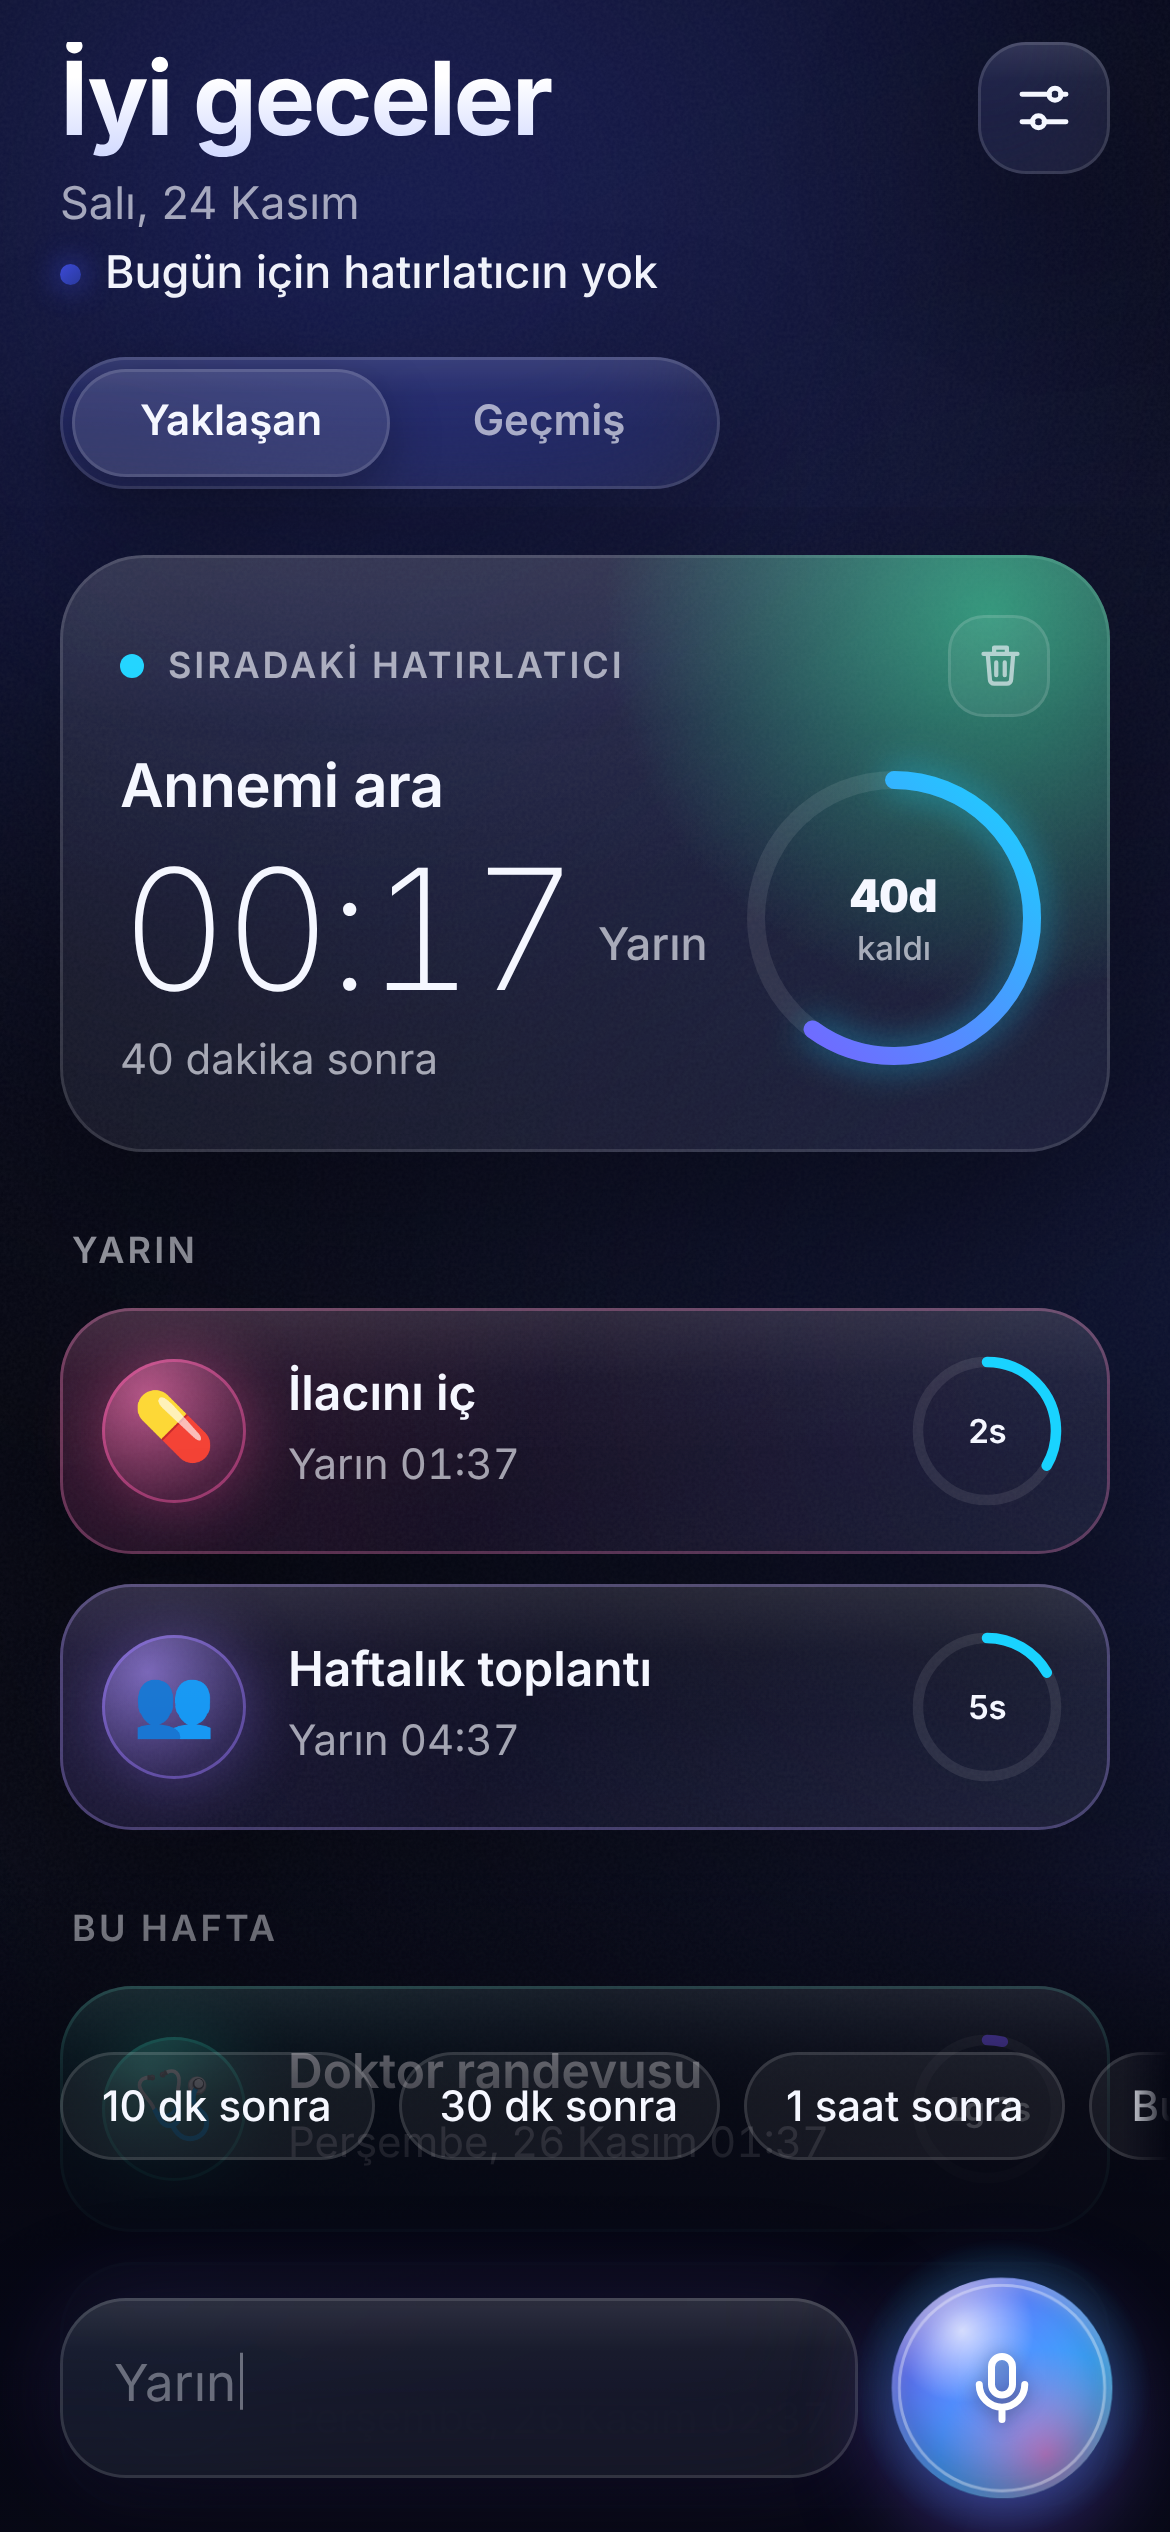 İyi geceler
Salı, 24 Kasım
Bugün için hatırlatıcın yok
Yaklaşan
Geçmiş
SIRADAKİ HATIRLATICI
Annemi ara
00:17 Yarın
40 dakika sonra
40d
kaldı
YARIN
İlacını iç
Yarın 01:37
2s
Haftalık toplantı
Yarın 04:37
5s
BU HAFTA
Doktor randevusu
Perşembe, 26 Kasım 01:37
10 dk sonra
30 dk sonra
1 saat sonra
Yarın